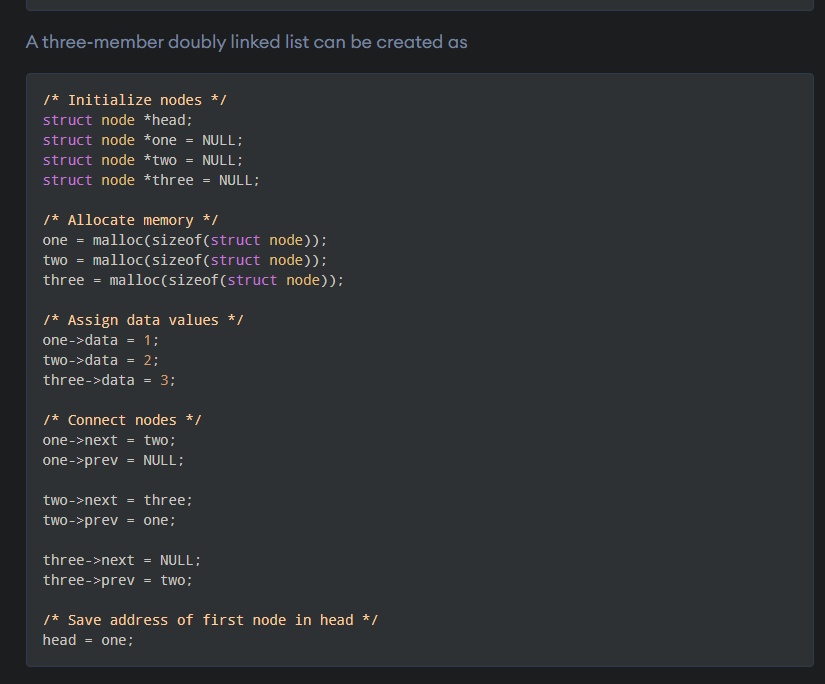 A three-member doubly linked list can be created as
/* Initialize nodes */
struct node *head;
struct node *one = NULL;
struct node *two = NULL;
struct node *three = NULL;
/* Allocate memory */
one = malloc(sizeof(struct node));
two = malloc(sizeof(struct node));
three = malloc(sizeof(struct node));
/* Assign data values */
one->data = 1;
two->data = 2;
three->data = 3;
/* Connect nodes */
one->next = two;
one->prev = NULL;
two->next = three;
two->prev = one;
three->next = NULL;
three->prev = two;
/* Save address of first node in head */
head = one;